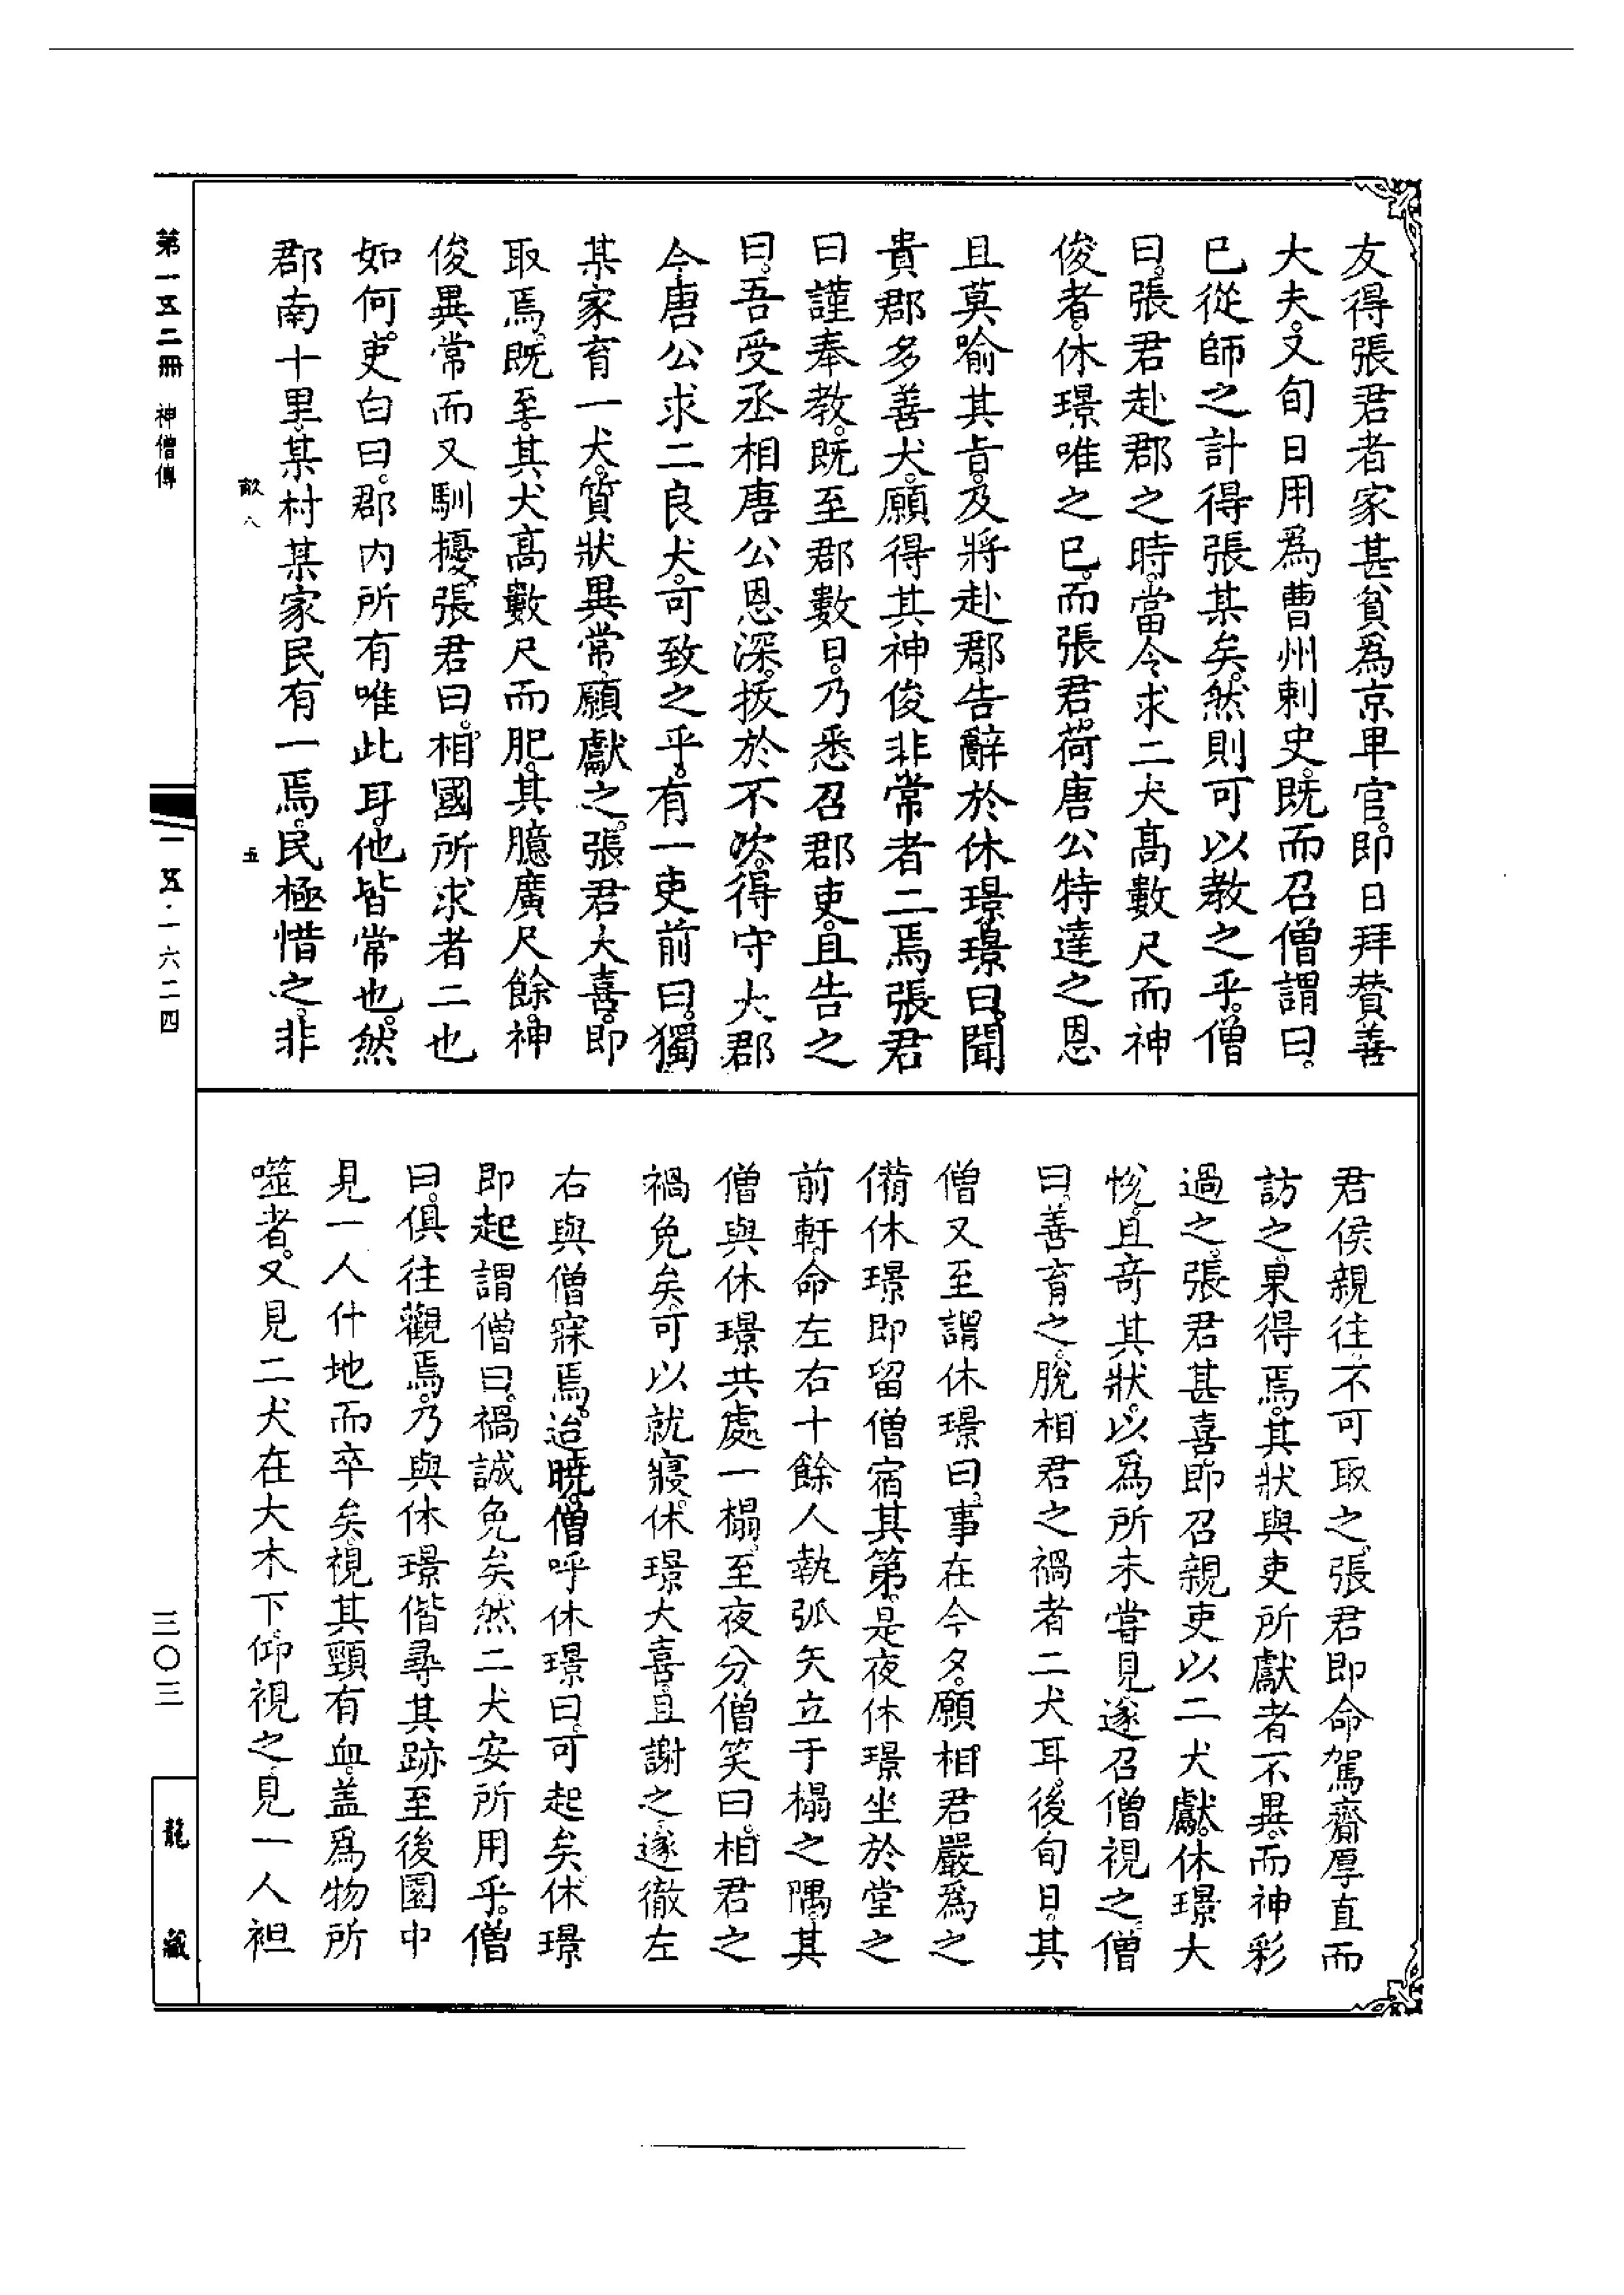 友得張君者家甚貧爲京卑官。即日拜賛善
大夫。又旬日用爲曹州刺史。既而召僧謂曰。
已從師之計得張某矣。然則可以教之乎。僧
曰。張君赴郡之時。當令求二犬高數尺而神
俊者。休璟唯之已。而張君荷唐公特達之恩
且莫喻其旨。及將赴郡。告辭於休璟。璟曰。聞
貴郡多善犬。願得其神俊非常者二焉張君
曰謹奉教。既至郡數日。乃悉召郡吏。且告之
曰。吾受丞相唐公恩深。拔於不次。得守大郡
今唐公求二良犬。可致之乎。有一吏前曰。獨
某家育一犬。質狀異常。願獻之。張君大喜。即
取焉。既至。其犬高數尺而肥。其臆廣尺餘。神
俊異常而又馴擾。張君曰。相國所求者二也
如何。吏白曰。郡内所有唯此耳。他皆常也。然
郡南十里。某村某家民有一焉。民極惜之。非
君侯親往不可取之。張君即命駕齎厚直而
訪之。果得焉。其狀與吏所獻者不異。而神彩
過之。張君甚喜。即召親吏以二犬獻。休璟大
悅。且奇其狀。以爲所未嘗見。遂召僧視之。僧
曰。善育之。脫相君之禍者二犬耳。後旬日。其
僧又至謂休璟曰。事在今夕。願相君嚴爲之
備休璟即留僧宿其第。是夜休璟坐於堂之
前軒。命左右十餘人執弧矢立于榻之隅。其
僧與休璟共處一榻。至夜分。僧笑曰。相君之
禍免矣。可以就寢。休璟大喜。且謝之。遂徹左
右與僧寐焉。迨曉。僧呼休璟曰。可起矣。休璟
即起謂僧曰。禍誠免矣。然二犬安所用乎。僧
曰。俱往觀焉。乃與休璟偕尋其跡至後園中
見一人仆地而卒矣。視其頸有血。盖爲物所
噬者。又見二犬在大木下。仰視之。見一人袒
第一五二冊　神僧傳
畝八
五
一五・一六二四
三〇三
龍藏